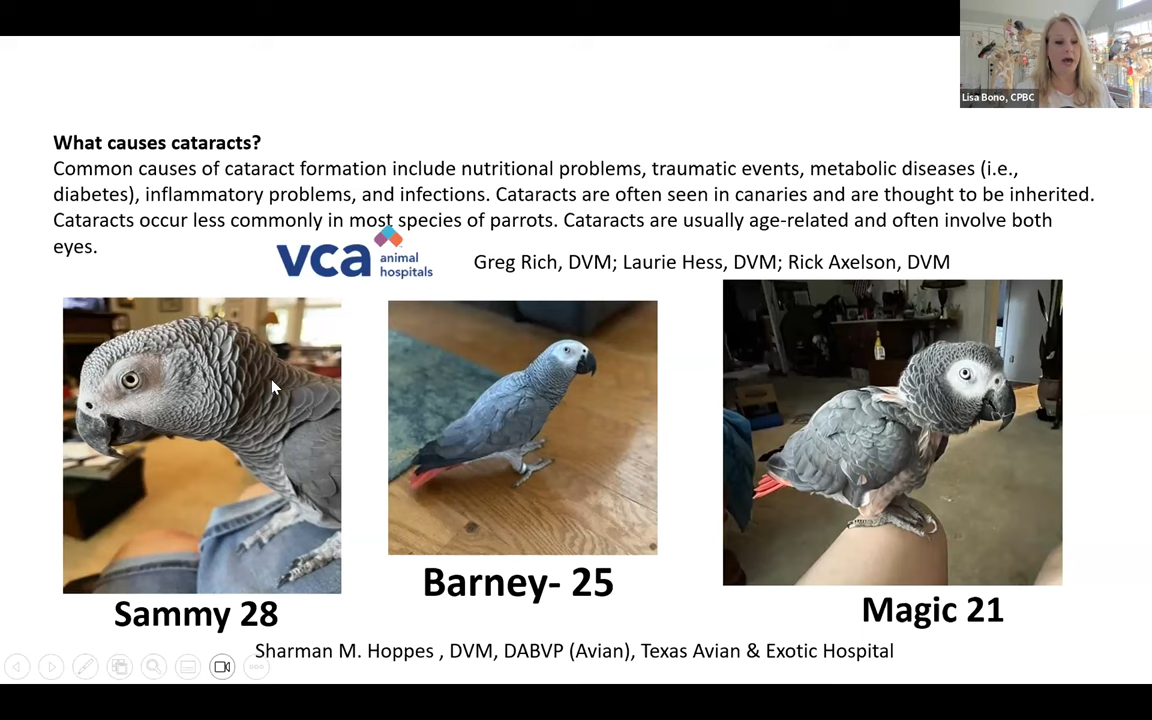 Lisa Bono, CPBC
What causes cataracts?
Common causes of cataract formation include nutritional problems, traumatic events, metabolic diseases (i.e.,
diabetes), inflammatory problems, and infections. Cataracts are often seen in canaries and are thought to be inherited.
Cataracts occur less commonly in most species of parrots. Cataracts are usually age-related and often involve both
eyes.
vca animal hospitals
Greg Rich, DVM; Laurie Hess, DVM; Rick Axelson, DVM
Sammy 28
Barney- 25
Magic 21
Sharman M. Hoppes , DVM, DABVP (Avian), Texas Avian & Exotic Hospital